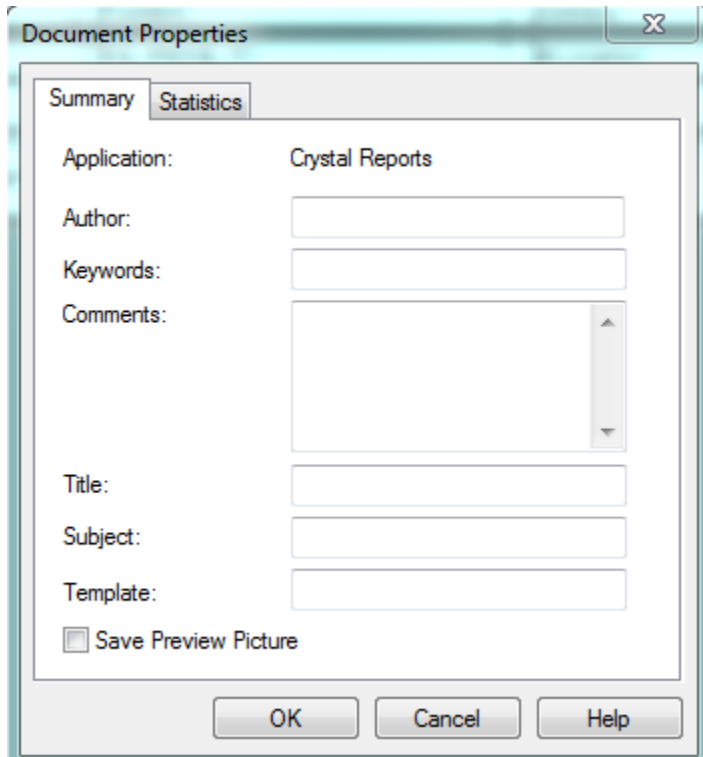 Document Properties
Summary Statistics
Application: Crystal Reports
Author:
Keywords:
Comments:
Title:
Subject:
Template:
Save Preview Picture
OK Cancel Help